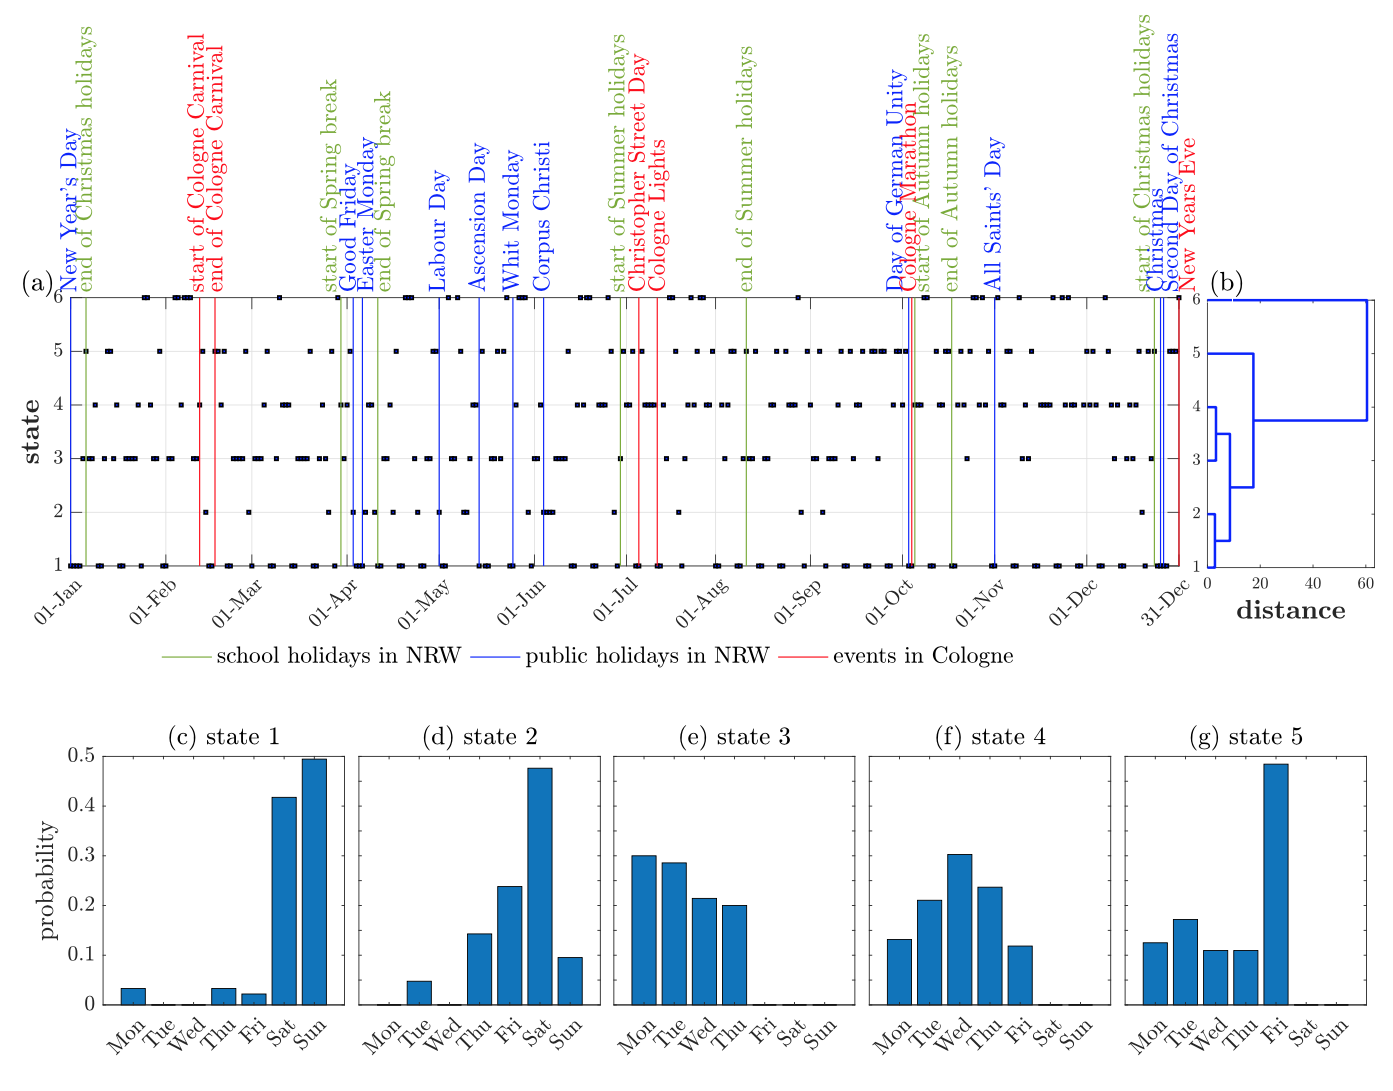 New Year's Day
end of Christmas holidays
start of Cologne Carnival
end of Cologne Carnival
start of Spring break
Good Friday
Easter Monday
end of Spring break
Labour Day
Ascension Day
Whit Monday
Corpus Christi
start of Summer holidays
Christopher Street Day
Cologne Lights
end of Summer holidays
Day of German Unity
Cologne Marathon
start of Autumn holidays
end of Autumn holidays
All Saints' Day
start of Christmas holidays
Christmas
Second Day of Christmas
New Years Eve
(a)
state
6
5
4
3
2
1
01-Jan
01-Feb
01-Mar
01-Apr
01-May
01-Jun
01-Jul
01-Aug
01-Sep
01-Oct
01-Nov
01-Dec
31-Dec
(b)
6
5
4
3
2
1
0 20 40 60
distance
school holidays in NRW public holidays in NRW events in Cologne
(c) state 1
probability
0.5
0.4
0.3
0.2
0.1
0
Mon Tue Wed Thu Fri Sat Sun
(d) state 2
Mon Tue Wed Thu Fri Sat Sun
(e) state 3
Mon Tue Wed Thu Fri Sat Sun
(f) state 4
Mon Tue Wed Thu Fri Sat Sun
(g) state 5
Mon Tue Wed Thu Fri Sat Sun